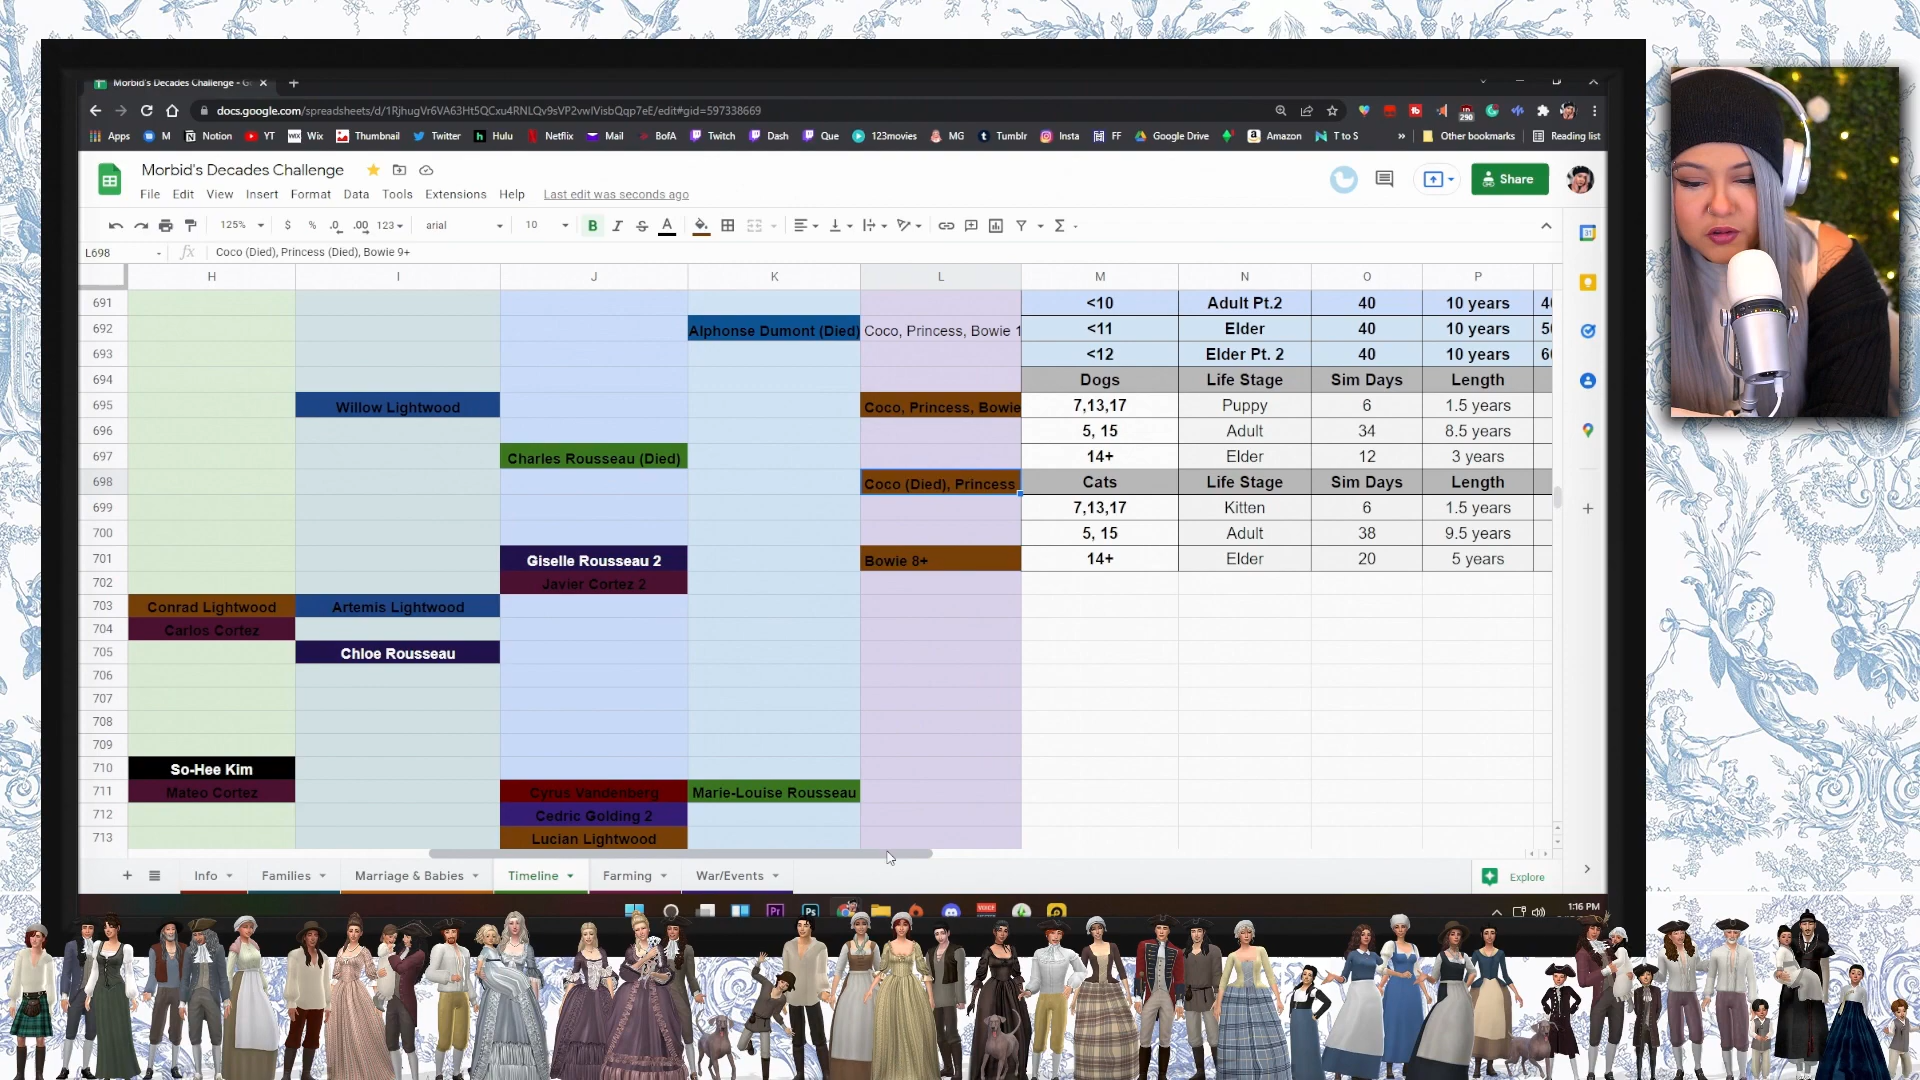 Morbid's Decades Challenge - Go
docs.google.com/spreadsheets/d/1RjhugVr6VA63Ht5QCxu4RNLQv9sVP2vwIVisbQqp7eE/edit#gid=597338669
290
Apps M Notion YT Wix Thumbnail Twitter Hulu Netflix Mail BofA Twitch Dash Que 123movies MG Tumblr Insta FF Google Drive Amazon T to S » Other bookmarks Reading list
Morbid's Decades Challenge
Share
File Edit View Insert Format Data Tools Extensions Help Last edit was seconds ago
125% $ % .0 .00 123 arial 10 B I S A
L698 fx Coco (Died), Princess (Died), Bowie 9+
H I J K L M N O P
691 <10 Adult Pt.2 40 10 years
692 Alphonse Dumont (Died) Coco, Princess, Bowie 1 <11 Elder 40 10 years
693 <12 Elder Pt. 2 40 10 years
694 Dogs Life Stage Sim Days Length
695 Willow Lightwood Coco, Princess, Bowie 7,13,17 Puppy 6 1.5 years
696 5, 15 Adult 34 8.5 years
697 Charles Rousseau (Died) 14+ Elder 12 3 years
698 Coco (Died), Princess Cats Life Stage Sim Days Length
699 7,13,17 Kitten 6 1.5 years
700 5, 15 Adult 38 9.5 years
701 Giselle Rousseau 2 Bowie 8+ 14+ Elder 20 5 years
702 Javier Cortez 2
703 Conrad Lightwood Artemis Lightwood
704 Carlos Cortez
705 Chloe Rousseau
706
707
708
709
710 So-Hee Kim
711 Mateo Cortez Cyrus Vandenberg Marie-Louise Rousseau
712 Cedric Golding 2
713 Lucian Lightwood
Info Families Marriage & Babies Timeline Farming War/Events Explore
Pr Ps 1:16 PM